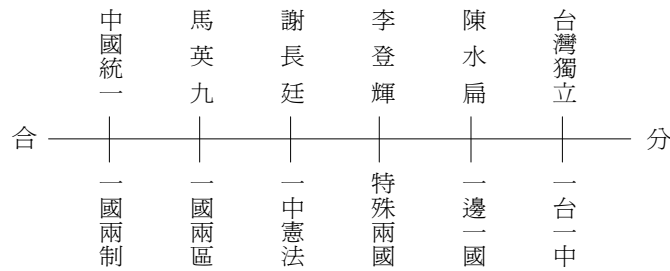 中國統一
馬英九
謝長廷
李登輝
陳水扁
台灣獨立
合
分
一國兩制
一國兩區
一中憲法
特殊兩國
一邊一國
一台一中